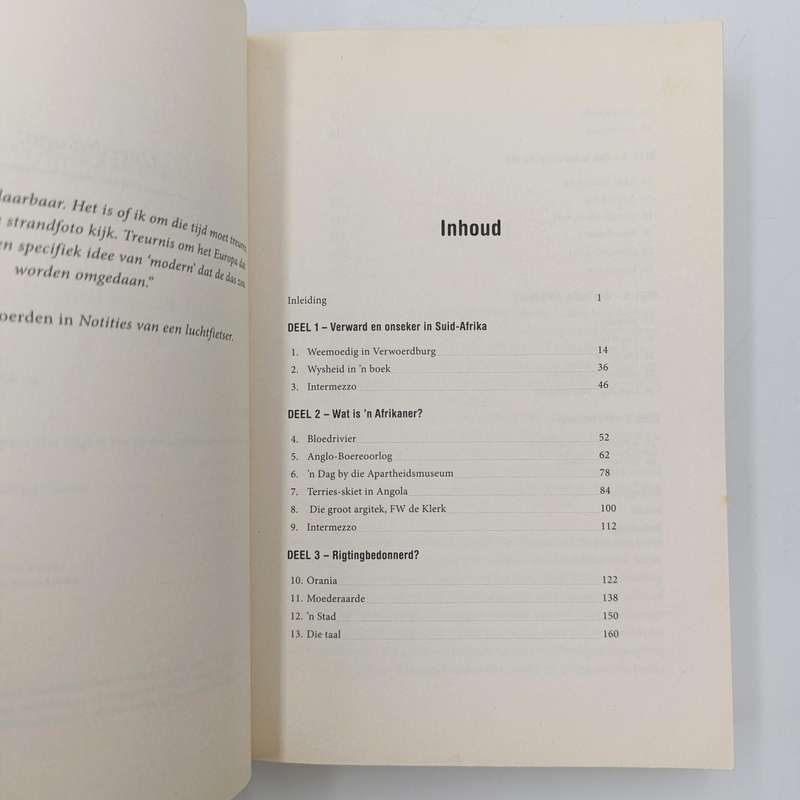 laarbaar. Het is of ik om die tijd moet treuren
strandfoto kijk. Treurnis om het Europa dat
en specifiek idee van ‘modern’ dat de das zou
worden omgedaan.”
oerden in Notities van een luchtfietser.
Inhoud
Inleiding 1
DEEL 1 – Verward en onseker in Suid-Afrika
1. Weemoedig in Verwoerdburg 14
2. Wysheid in ’n boek 36
3. Intermezzo 46
DEEL 2 – Wat is ’n Afrikaner?
4. Bloedrivier 52
5. Anglo-Boereoorlog 62
6. ’n Dag by die Apartheidsmuseum 78
7. Terries-skiet in Angola 84
8. Die groot argitek, FW de Klerk 100
9. Intermezzo 112
DEEL 3 – Rigtingbedonnerd?
10. Orania 122
11. Moederaarde 138
12. ’n Stad 150
13. Die taal 160